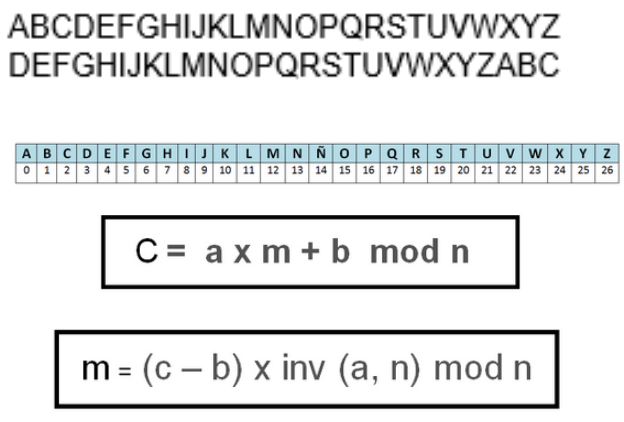 ABCDEFGHIJKLMNOPQRSTUVWXYZ
DEFGHIJKLMNOPQRSTUVWXYZABC
A B C D E F G H I J K L M N Ñ O P Q R S T U V W X Y Z
0 1 2 3 4 5 6 7 8 9 10 11 12 13 14 15 16 17 18 19 20 21 22 23 24 25 26
C = a x m + b mod n
m = (c – b) x inv (a, n) mod n